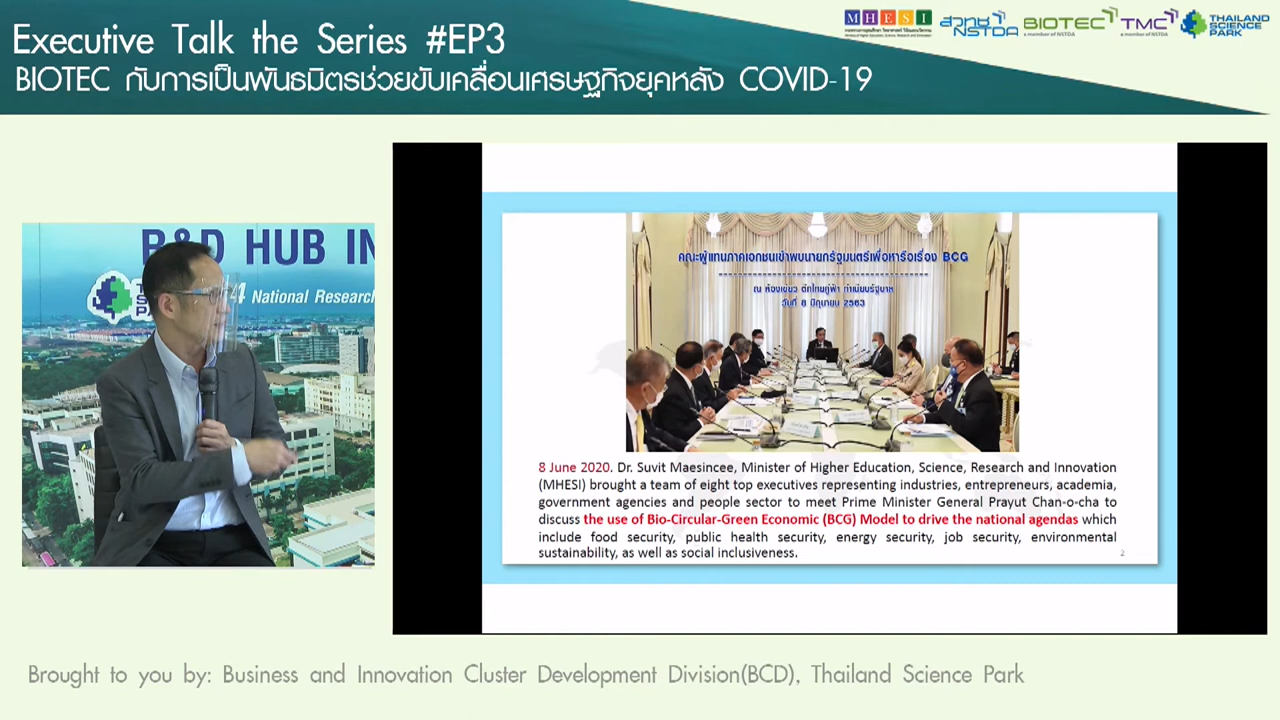 Executive Talk the Series #EP3
BIOTEC กับการเป็นพันธมิตรช่วยขับเคลื่อนเศรษฐกิจยุคหลัง COVID-19
MHESI
สวทช
NSTDA
BIOTEC
a member of NSTDA
TMC
a member of NSTDA
THAILAND
SCIENCE
PARK
R&D HUB IN
4 National Research
คณะผู้แทนภาคเอกชนเข้าพบนายกรัฐมนตรีเพื่อหารือเรื่อง BCG
ณ ห้องเขียว ตึกไทยคู่ฟ้า ทำเนียบรัฐบาล
วันที่ 8 มิถุนายน 2563
8 June 2020. Dr. Suvit Maesincee, Minister of Higher Education, Science, Research and Innovation
(MHESI) brought a team of eight top executives representing industries, entrepreneurs, academia,
government agencies and people sector to meet Prime Minister General Prayut Chan-o-cha to
discuss the use of Bio-Circular-Green Economic (BCG) Model to drive the national agendas which
include food security, public health security, energy security, job security, environmental
sustainability, as well as social inclusiveness.
2
Brought to you by: Business and Innovation Cluster Development Division(BCD), Thailand Science Park